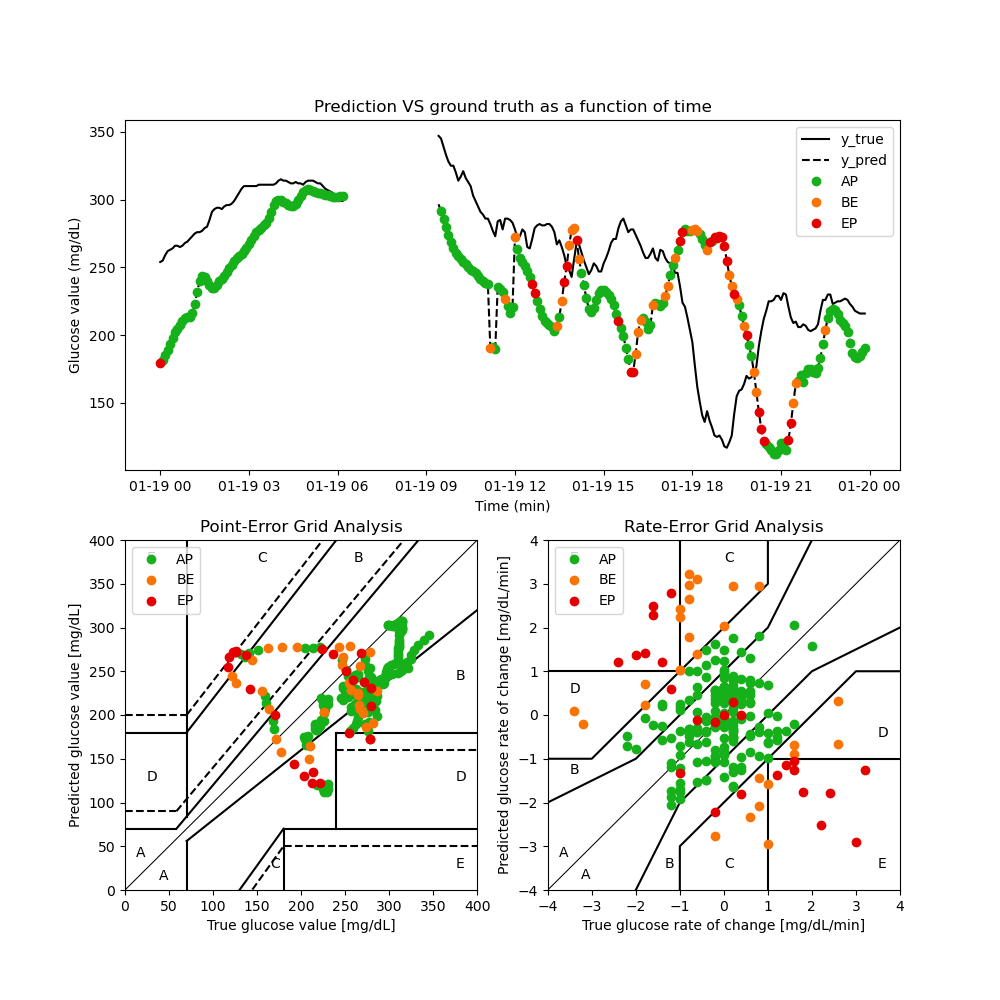 Prediction VS ground truth as a function of time
Glucose value (mg/dL)
350
300
250
200
150
y_true
y_pred
AP
BE
EP
01-19 00 01-19 03 01-19 06 01-19 09 01-19 12 01-19 15 01-19 18 01-19 21 01-20 00
Time (min)
Point-Error Grid Analysis
Predicted glucose value [mg/dL]
400
350
300
250
200
150
100
50
0
AP
BE
EP
C
B
B
D
D
A
A
C
E
0 50 100 150 200 250 300 350 400
True glucose value [mg/dL]
Rate-Error Grid Analysis
Predicted glucose rate of change [mg/dL/min]
4
3
2
1
0
−1
−2
−3
−4
AP
BE
EP
C
D
D
B
A
A
B
C
E
−4 −3 −2 −1 0 1 2 3 4
True glucose rate of change [mg/dL/min]